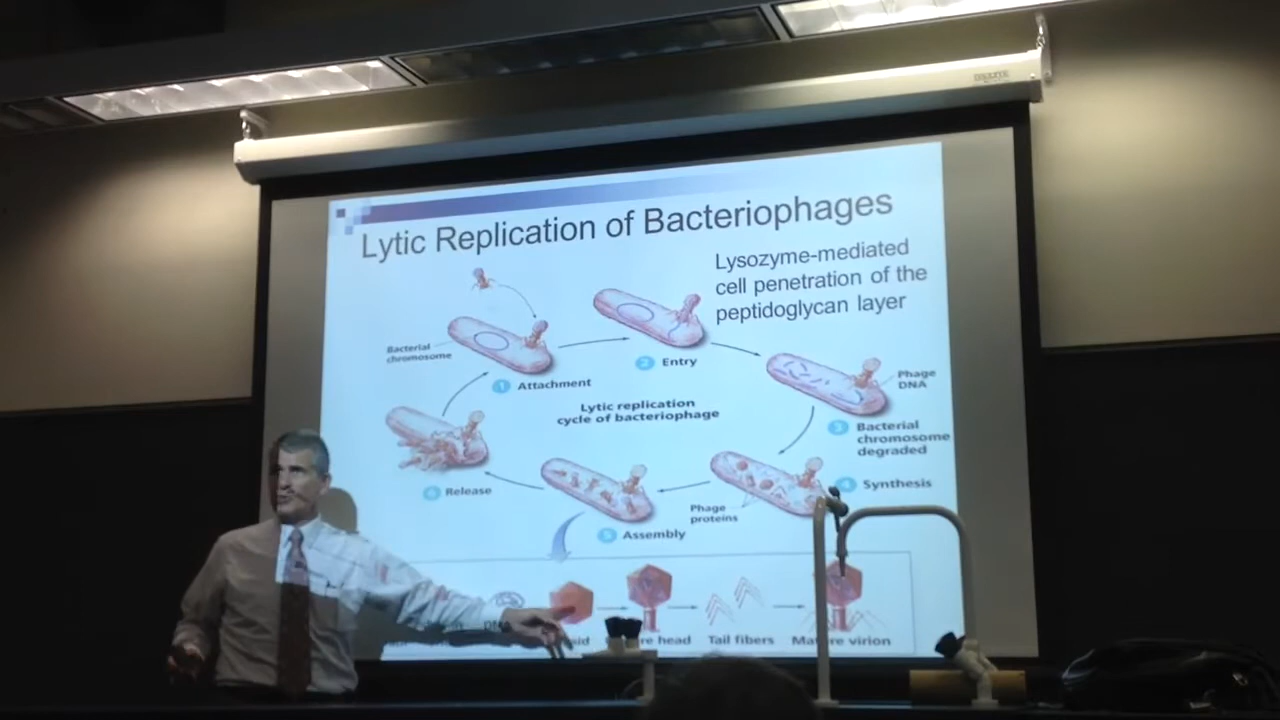 Lytic Replication of Bacteriophages
Lysozyme-mediated
cell penetration of the
peptidoglycan layer
Bacterial
chromosome
1 Attachment
2 Entry
Phage
DNA
3 Bacterial
chromosome
degraded
Lytic replication
cycle of bacteriophage
4 Synthesis
Phage
proteins
5 Assembly
6 Release
head
Tail fibers
virion